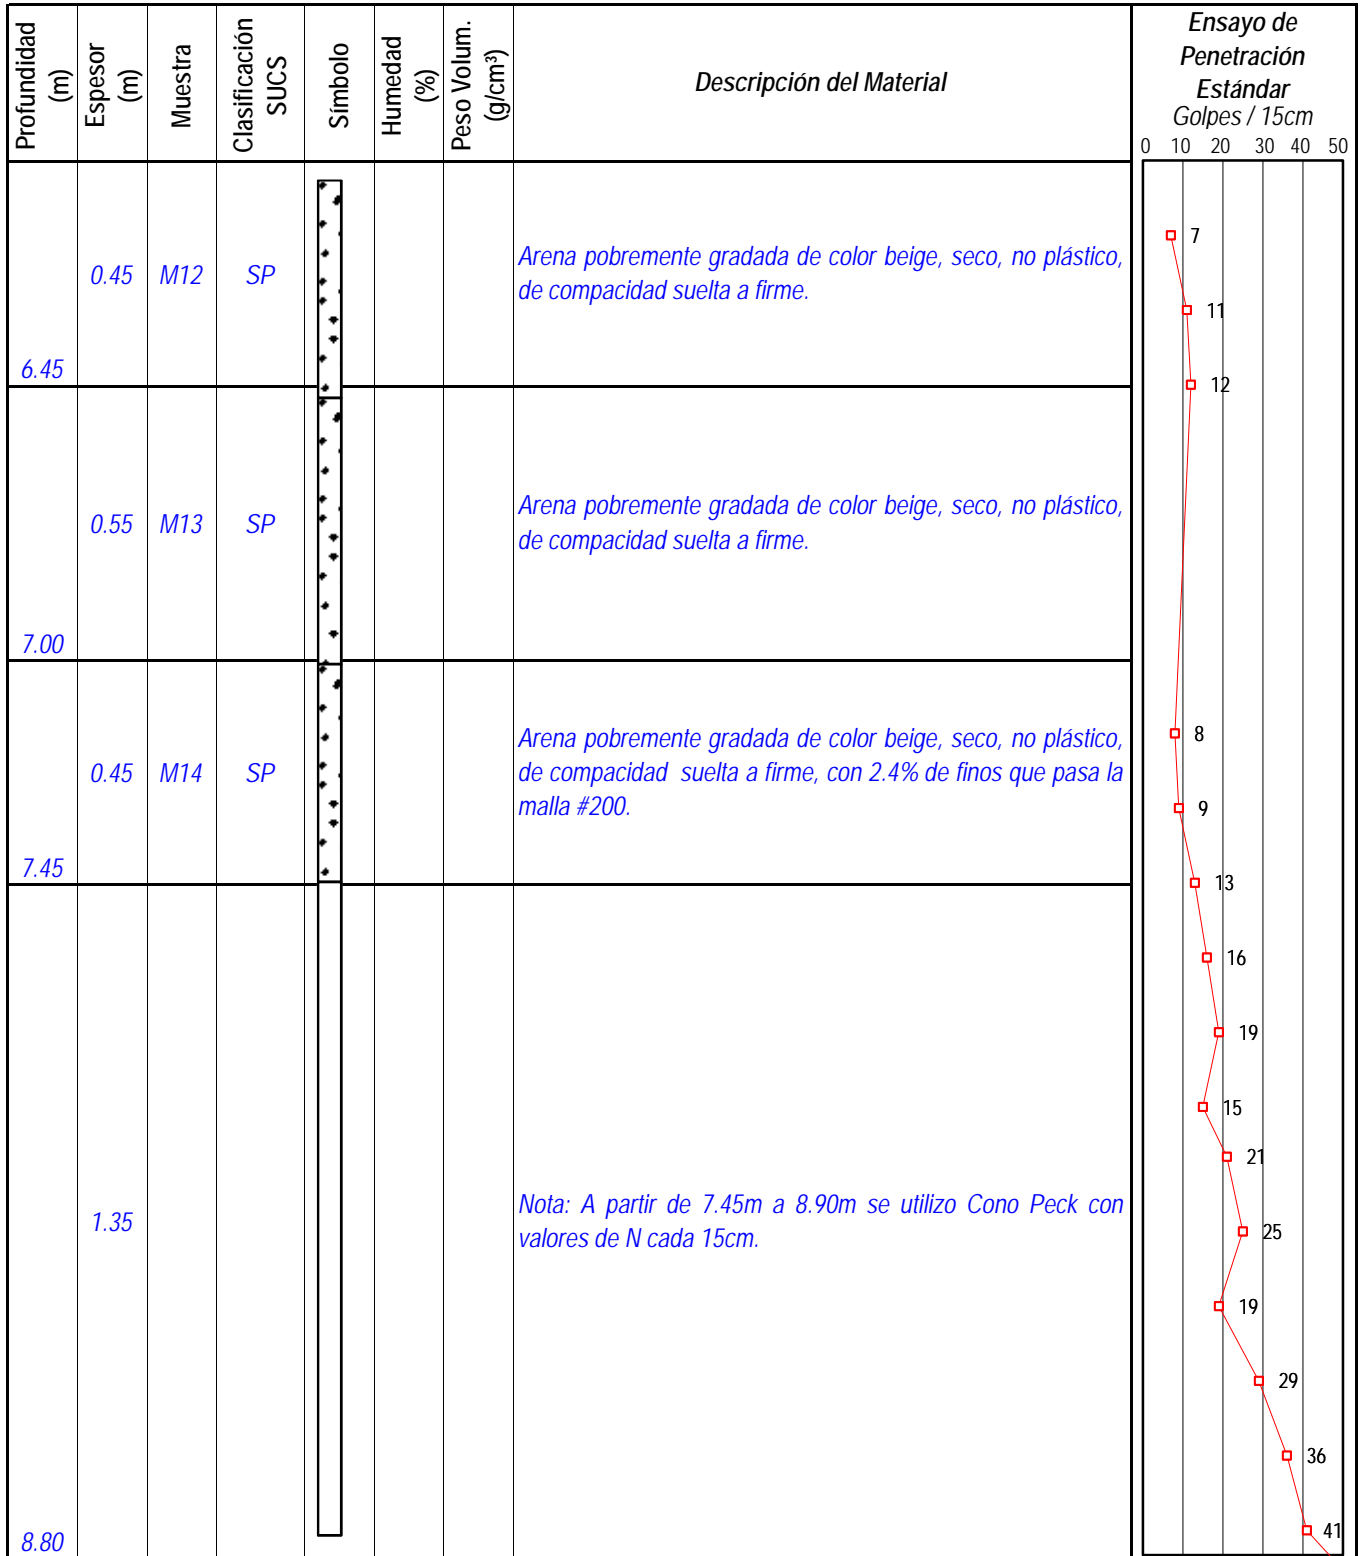 Profundidad (m)
Espesor (m)
Muestra
Clasificación SUCS
Símbolo
Humedad (%)
Peso Volum. (g/cm³)
Descripción del Material
Ensayo de
Penetración
Estándar
Golpes / 15cm
0 10 20 30 40 50
7
0.45 M12 SP
Arena pobremente gradada de color beige, seco, no plástico,
de compacidad suelta a firme.
11
6.45
12
0.55 M13 SP
Arena pobremente gradada de color beige, seco, no plástico,
de compacidad suelta a firme.
7.00
8
0.45 M14 SP
Arena pobremente gradada de color beige, seco, no plástico,
de compacidad suelta a firme, con 2.4% de finos que pasa la
malla #200.
9
7.45
13
16
19
15
21
1.35
Nota: A partir de 7.45m a 8.90m se utilizo Cono Peck con
valores de N cada 15cm.
25
19
29
36
41
8.80